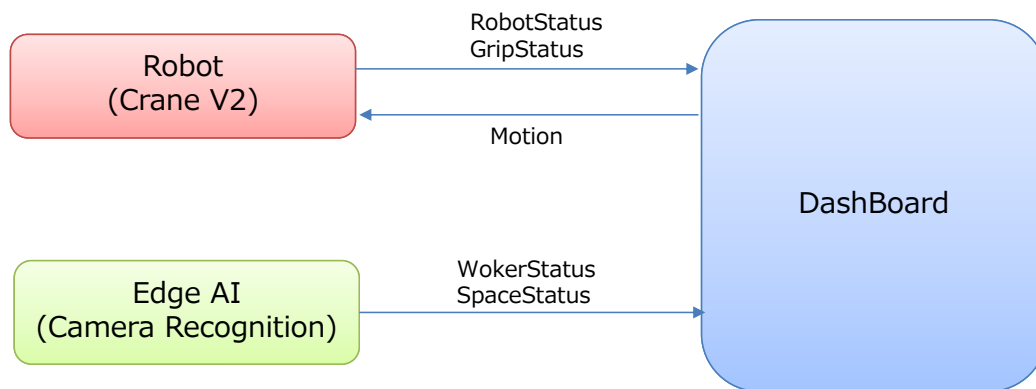 RobotStatus
GripStatus
Robot
(Crane V2)
Motion
DashBoard
WokerStatus
SpaceStatus
Edge AI
(Camera Recognition)